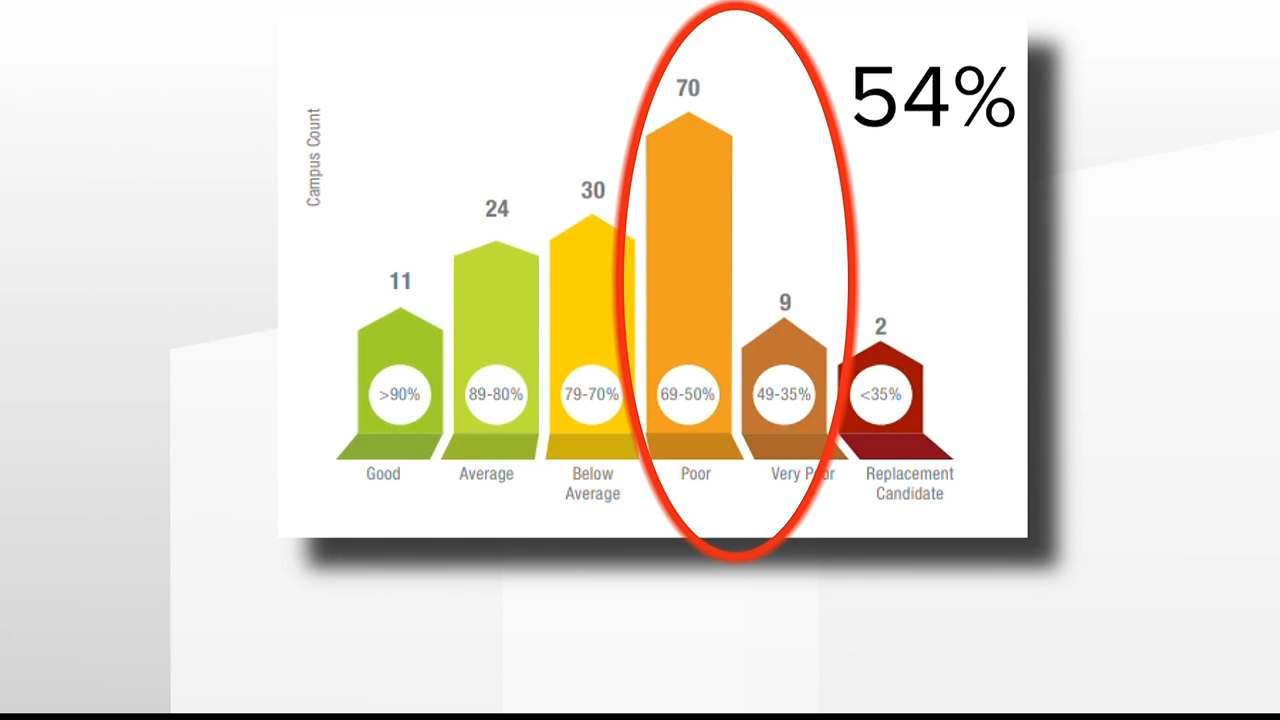 54%
Campus Count
11
24
30
70
9
2
>90%
89-80%
79-70%
69-50%
49-35%
<35%
Good
Average
Below
Average
Poor
Very Poor
Replacement
Candidate